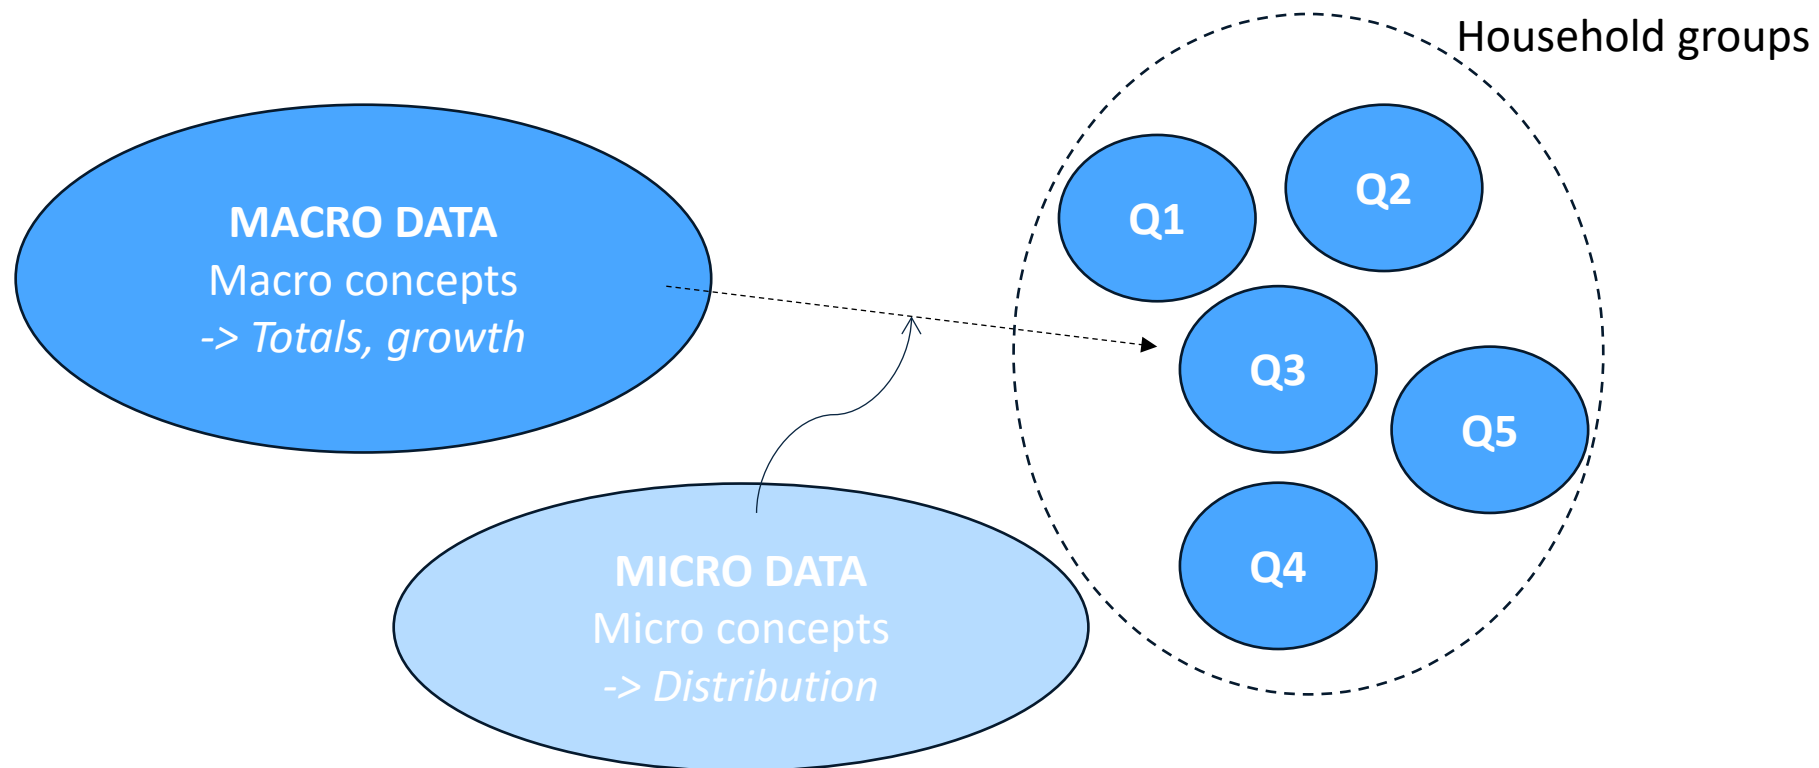 Household groups
MACRO DATA
Macro concepts
-> Totals, growth
Q1
Q2
Q3
Q5
Q4
MICRO DATA
Micro concepts
-> Distribution